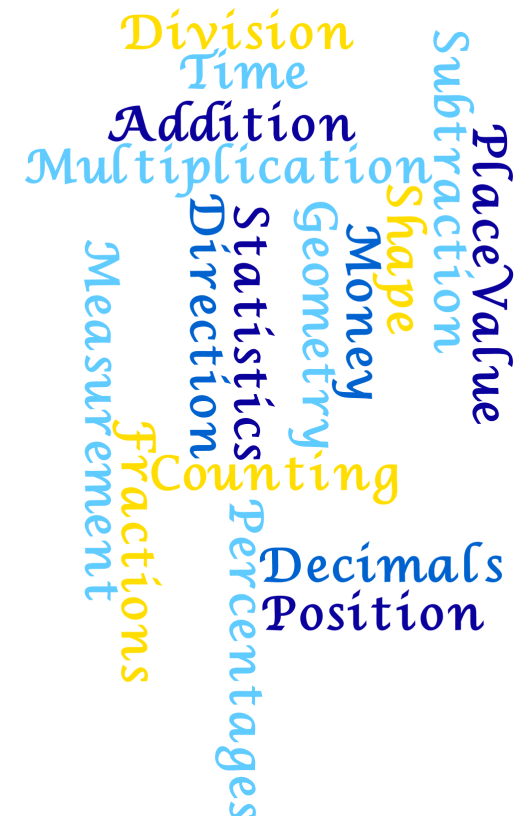 Division
Time
Addition
Multiplication
Subtraction
PlaceValue
Shape
Direction
Statistics
Geometry
Money
Measurement
Fractions
Counting
Percentages
Decimals
Position